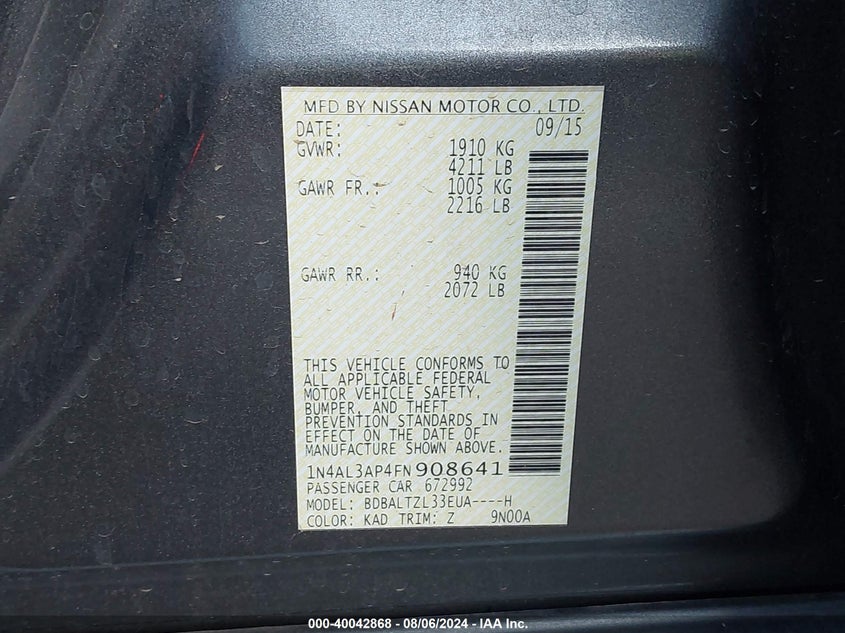 MFD BY NISSAN MOTOR CO., LTD.
DATE: 09/15
GVWR: 1910 KG
4211 LB
GAWR FR.: 1005 KG
2216 LB
GAWR RR.: 940 KG
2072 LB
THIS VEHICLE CONFORMS TO
ALL APPLICABLE FEDERAL
MOTOR VEHICLE SAFETY,
BUMPER, AND THEFT
PREVENTION STANDARDS IN
EFFECT ON THE DATE OF
MANUFACTURE SHOWN ABOVE.
1N4AL3AP4FN908641
PASSENGER CAR 672992
MODEL: BDBALTZL33EUA----H
COLOR: KAD TRIM: Z 9N00A
000-40042868 - 08/06/2024 - IAA Inc.